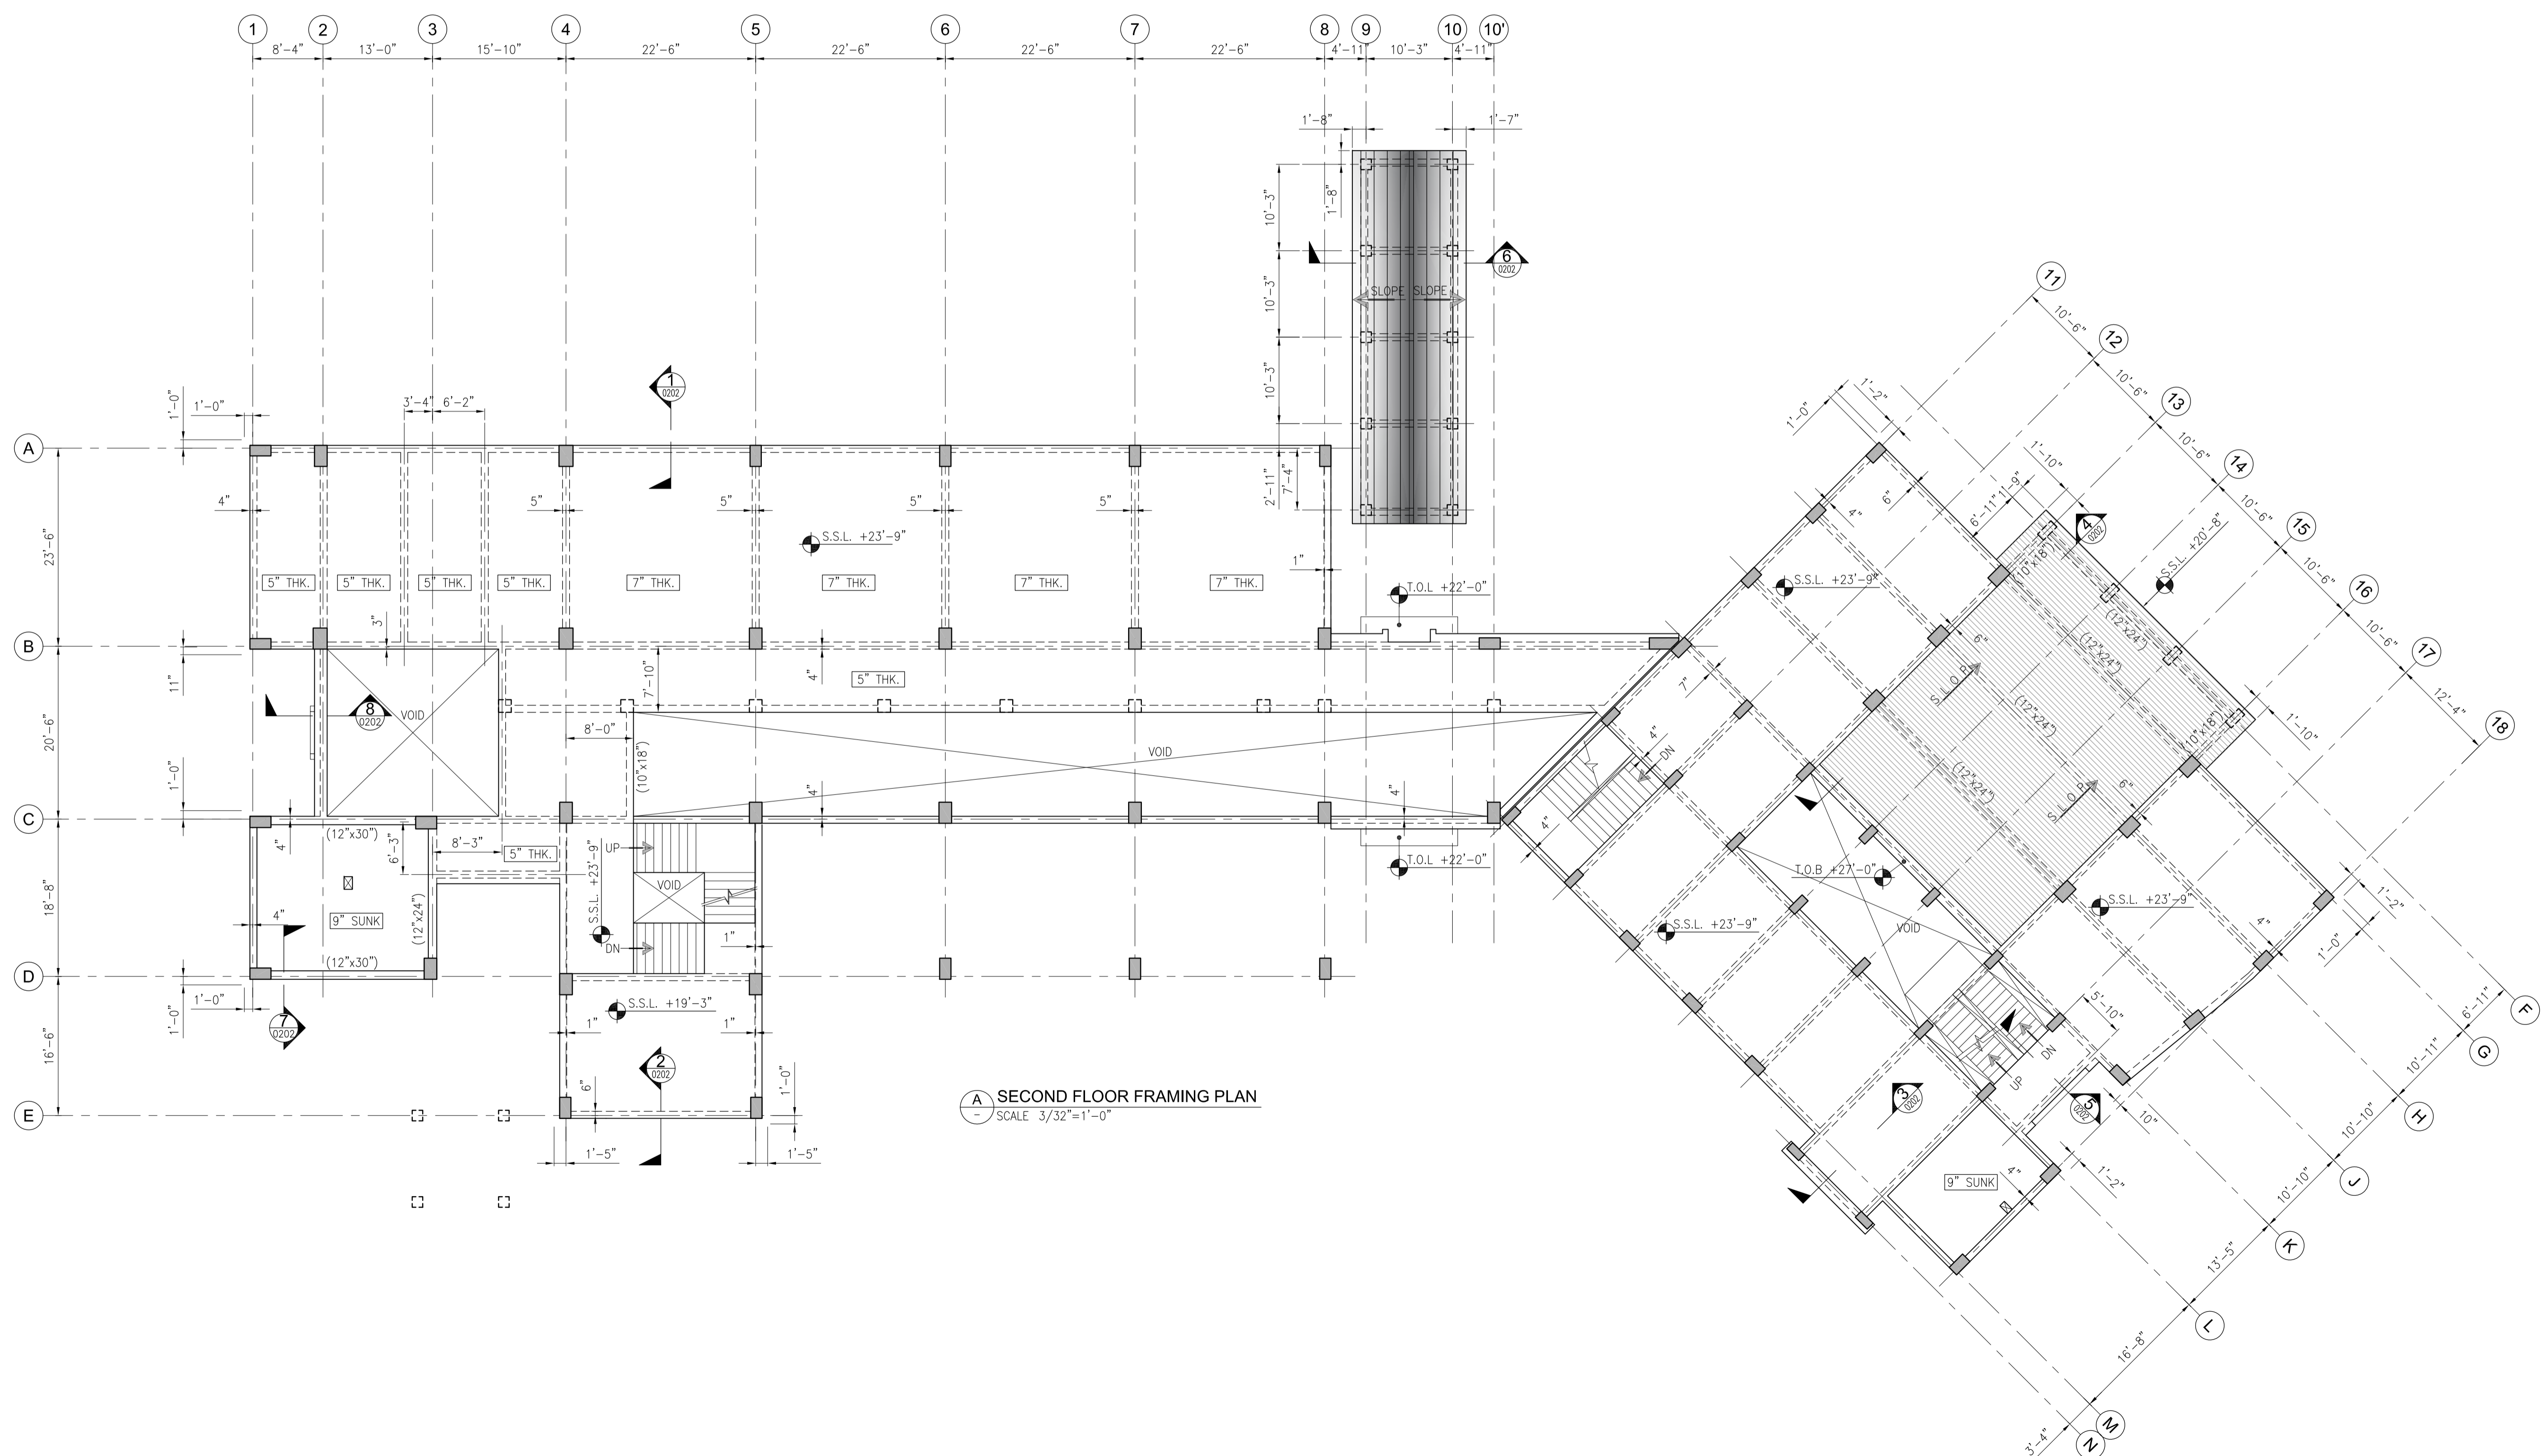 1 2 3 4 5 6 7 8 9 10 10'
8'-4" 13'-0" 15'-10" 22'-6" 22'-6" 22'-6" 22'-6" 4'-11" 10'-3" 4'-11"
1'-8" 1'-7"
1'-8"
10'-3"
10'-3"
10'-3"
2'-11"
7'-4"
6
0202
SLOPE SLOPE
1
0202
1'-0" 1'-0" 3'-4" 6'-2"
A
B
C
D
E
23'-6"
20'-6"
18'-8"
16'-6"
4" 5" 5" 5" 5"
S.S.L. +23'-9"
1"
5" THK. 5" THK. 5" THK. 5" THK. 7" THK. 7" THK. 7" THK. 7" THK.
T.O.L +22'-0"
3"
11"
7'-10"
4"
5" THK.
8
0202
VOID
8'-0"
(10"x18")
VOID
1'-0"
4"
4"
4"
(12"x30")
6'-3"
8'-3"
5" THK.
UP
S.S.L. +23'-9"
VOID
T.O.L +22'-0"
4"
9" SUNK
(12"x24")
(12"x30")
DN
1"
1'-0"
1'-0"
7
0202
S.S.L. +19'-3"
1" 1"
2
0202
6"
1'-0"
1'-5" 1'-5"
A
-
SECOND FLOOR FRAMING PLAN
SCALE 3/32"=1'-0"
11
12
13
14
15
16
17
18
10'-6"
10'-6"
10'-6"
10'-6"
10'-6"
10'-6"
12'-4"
1'-2"
1'-0"
1'-10"
1'-9"
6'-11"
6"
4"
4
0202
(10"x18")
S.S.L. +20'-8"
S.S.L. +23'-9"
(12"x24")
(12"x24")
(12"x24")
(12"x24")
(10"x18")
6"
SLOP
SLOP
6"
1'-10"
7"
4"
DN
4"
T.O.B +27'-0"
S.S.L. +23'-9"
S.S.L. +23'-9"
VOID
4"
1'-2"
1'-0"
5'-10"
DN
UP
3
0202
5
0202
10"
1'-2"
9" SUNK
4"
F
G
H
J
K
L
M
N
6'-11"
10'-11"
10'-10"
10'-10"
13'-5"
16'-8"
3'-4"